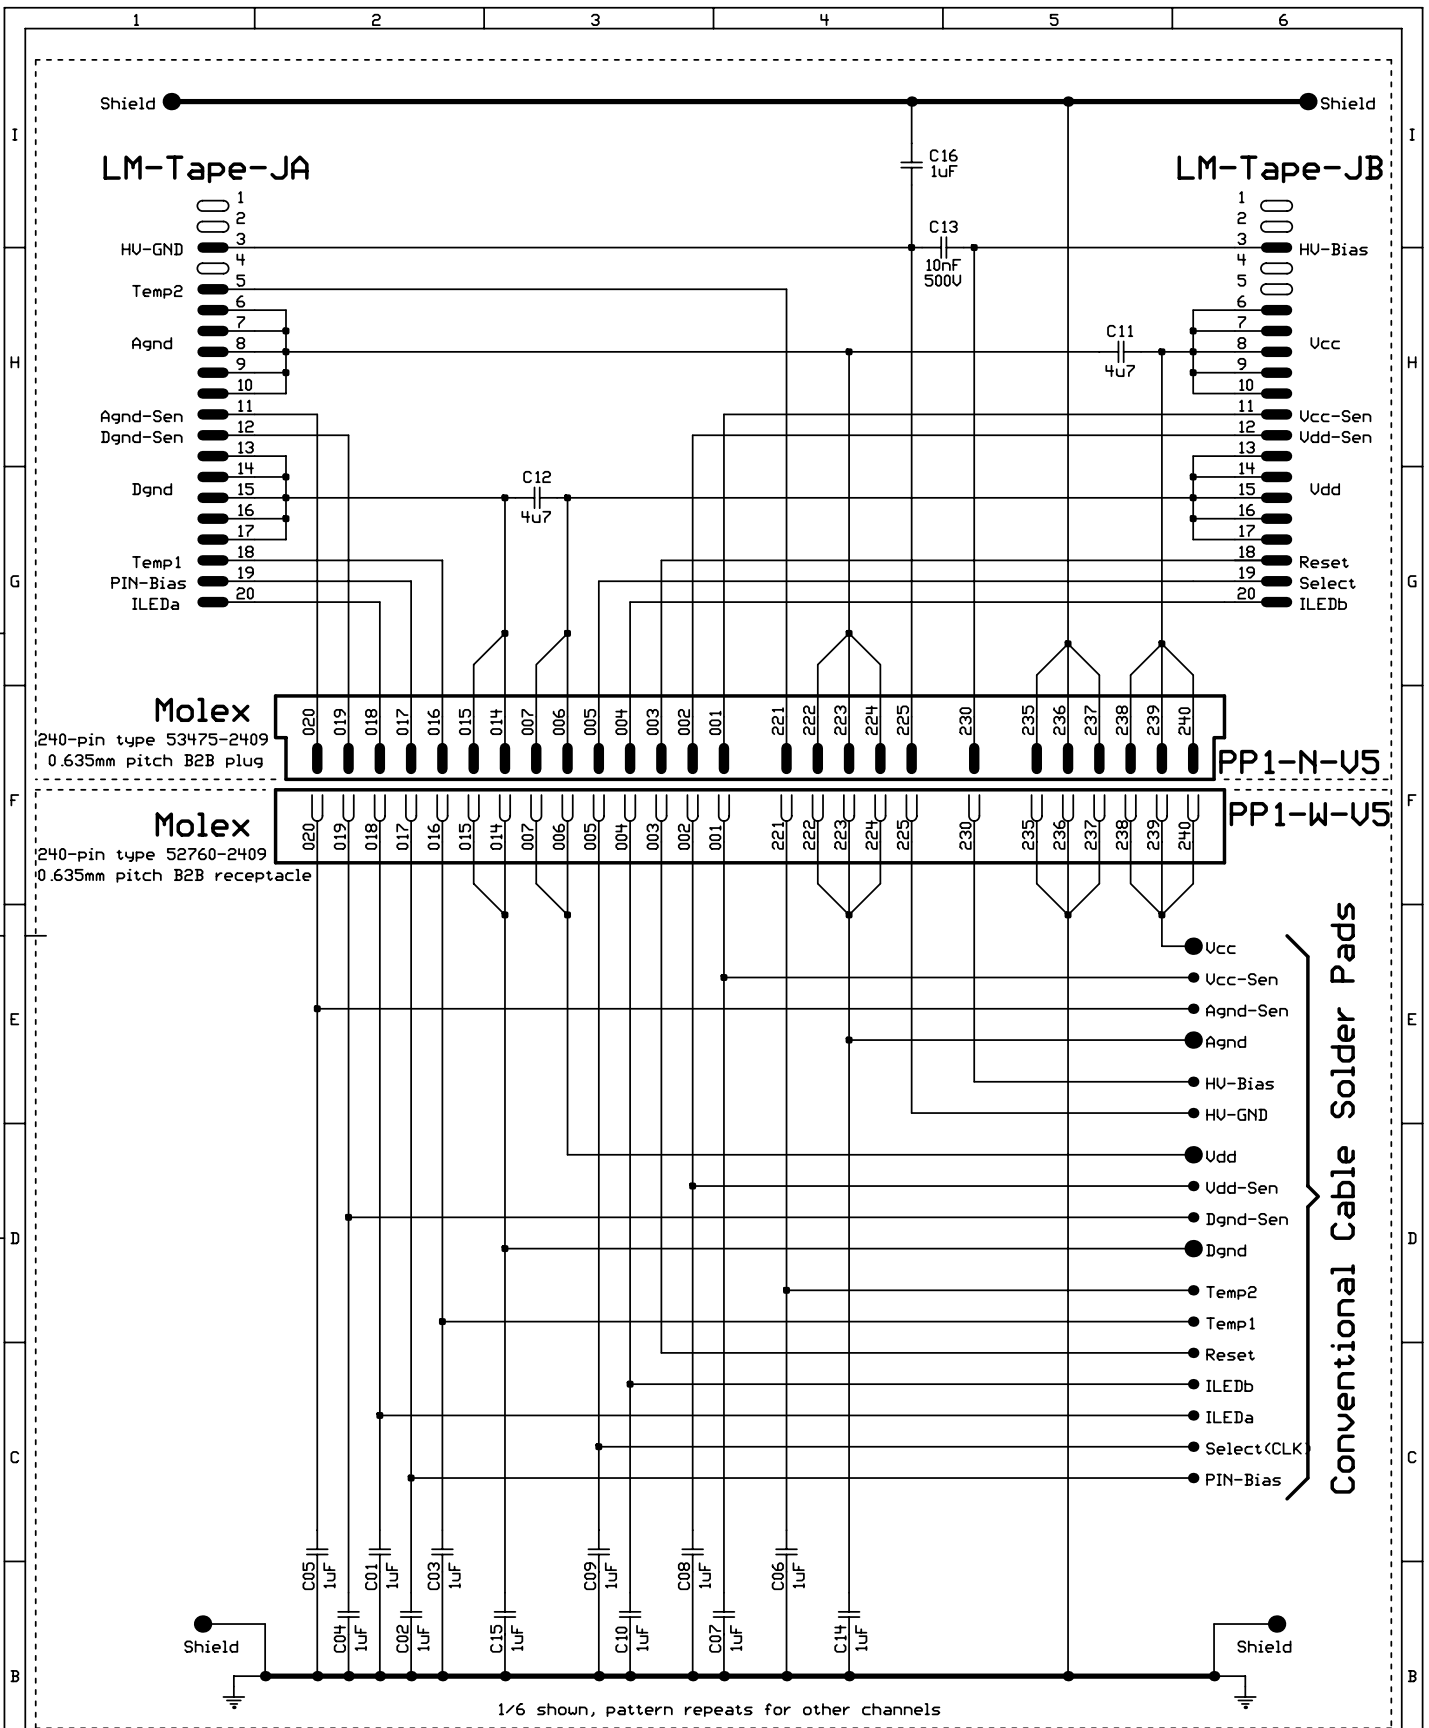 1 2 3 4 5 6
Shield
Shield
I
I
C16
1uF
LM-Tape-JA
LM-Tape-JB
1
2
HV-GND 3
4
Temp2 5
6
7
Agnd 8
9
10
Agnd-Sen 11
Dgnd-Sen 12
13
14
Dgnd 15
16
17
Temp1 18
PIN-Bias 19
ILEDa 20
C13
10nF
500V
C11
4u7
C12
4u7
1
2
3 HV-Bias
4
5
6
7
8 Vcc
9
10
11 Vcc-Sen
12 Vdd-Sen
13
14
15 Vdd
16
17
18 Reset
19 Select
20 ILEDb
H
H
G
G
Molex
240-pin type 53475-2409
0.635mm pitch B2B plug
020 019 018 017 016 015 014 007 006 005 004 003 002 001 221 222 223 224 225 230 235 236 237 238 239 240
PP1-N-V5
F
F
Molex
240-pin type 52760-2409
0.635mm pitch B2B receptacle
020 019 018 017 016 015 014 007 006 005 004 003 002 001 221 222 223 224 225 230 235 236 237 238 239 240
PP1-W-V5
Vcc
Vcc-Sen
Agnd-Sen
Agnd
HV-Bias
HV-GND
Vdd
Vdd-Sen
Dgnd-Sen
Dgnd
Temp2
Temp1
Reset
ILEDb
ILEDa
Select(CLK)
PIN-Bias
Conventional Cable Solder Pads
E
E
D
D
C
C
C05 1uF
C04 1uF
C01 1uF
C02 1uF
C03 1uF
C15 1uF
C09 1uF
C10 1uF
C08 1uF
C07 1uF
C06 1uF
C14 1uF
Shield
Shield
B
B
1/6 shown, pattern repeats for other channels